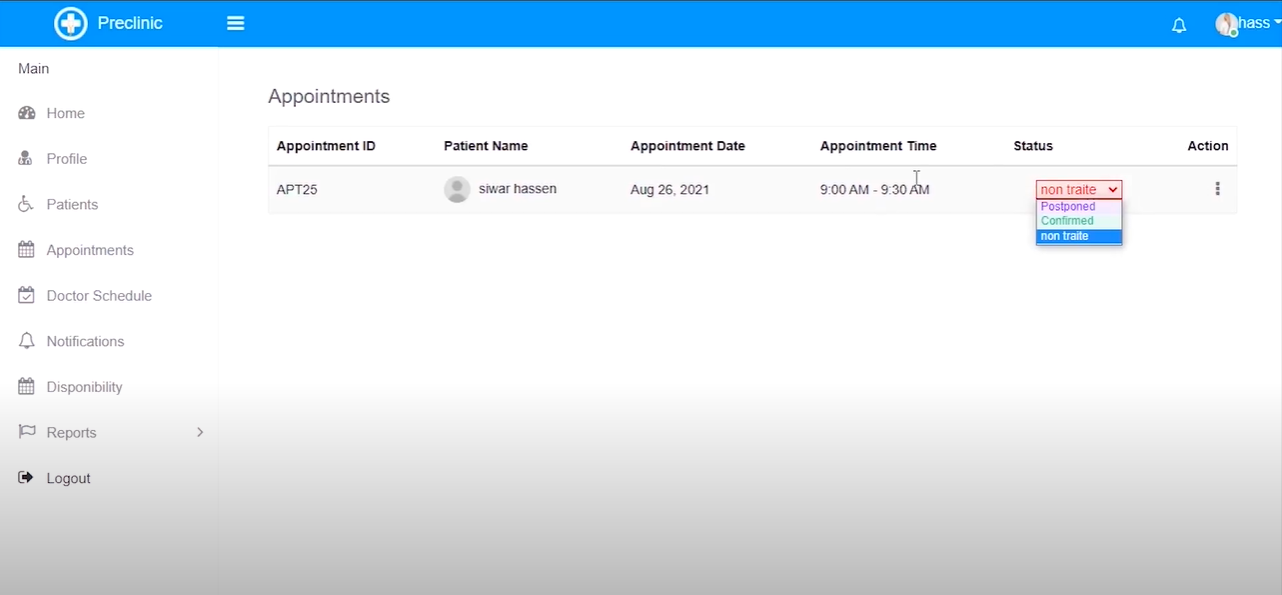 Preclinic
hass
Main
Home
Profile
Patients
Appointments
Doctor Schedule
Notifications
Disponibility
Reports
Logout
Appointments
Appointment ID Patient Name Appointment Date Appointment Time Status Action
APT25 siwar hassen Aug 26, 2021 9:00 AM - 9:30 AM non traite
Postponed
Confirmed
non traite